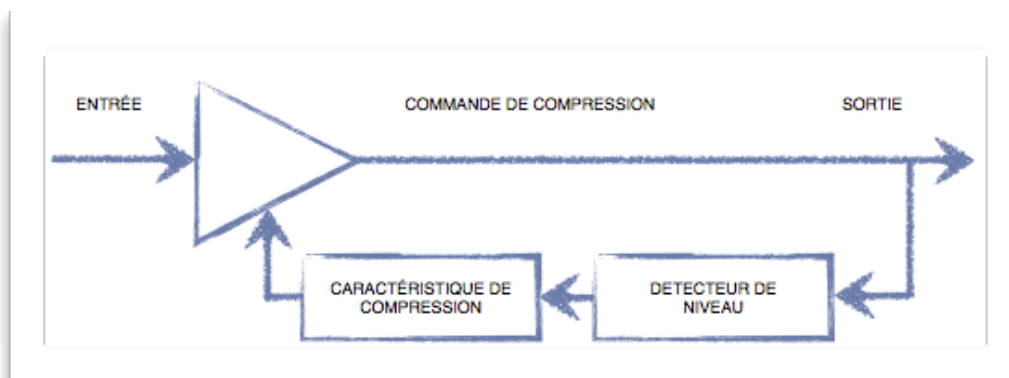 ENTRÉE
COMMANDE DE COMPRESSION
SORTIE
CARACTÉRISTIQUE DE
COMPRESSION
DETECTEUR DE
NIVEAU